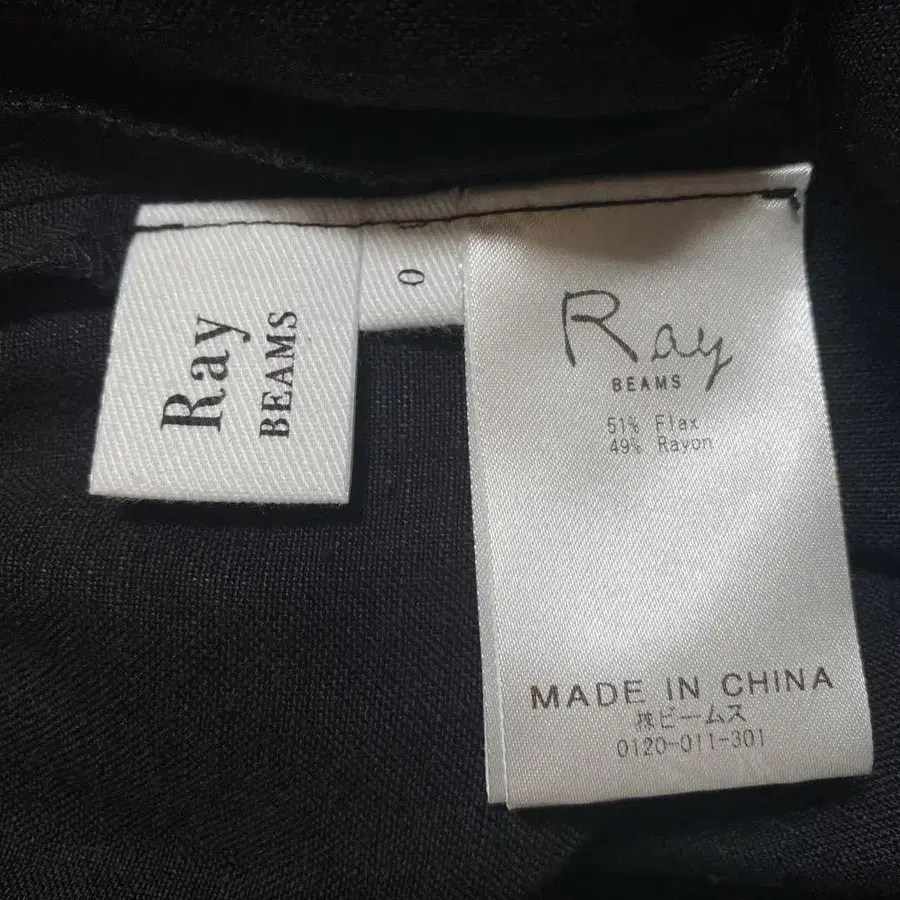 Ray
BEAMS
0
Ray
BEAMS
51% Flax
49% Rayon
MADE IN CHINA
㈱ビームス
0120-011-301